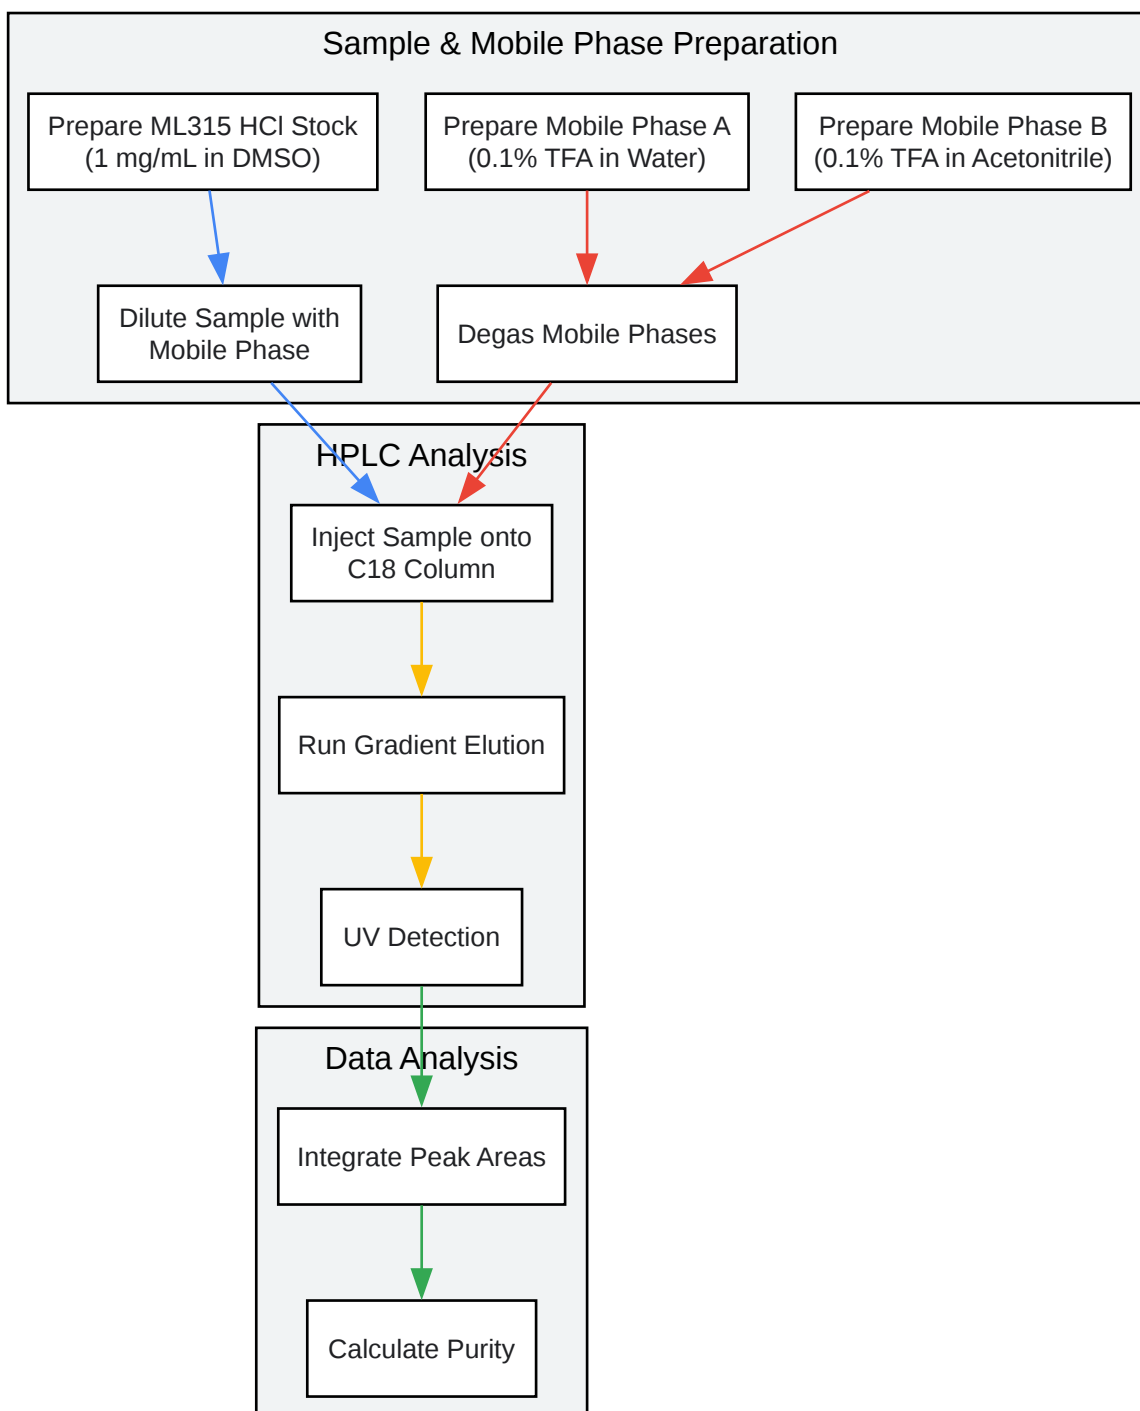 Sample & Mobile Phase Preparation
Prepare ML315 HCl Stock
(1 mg/mL in DMSO)
Prepare Mobile Phase A
(0.1% TFA in Water)
Prepare Mobile Phase B
(0.1% TFA in Acetonitrile)
Dilute Sample with
Mobile Phase
Degas Mobile Phases
HPLC Analysis
Inject Sample onto
C18 Column
Run Gradient Elution
UV Detection
Data Analysis
Integrate Peak Areas
Calculate Purity